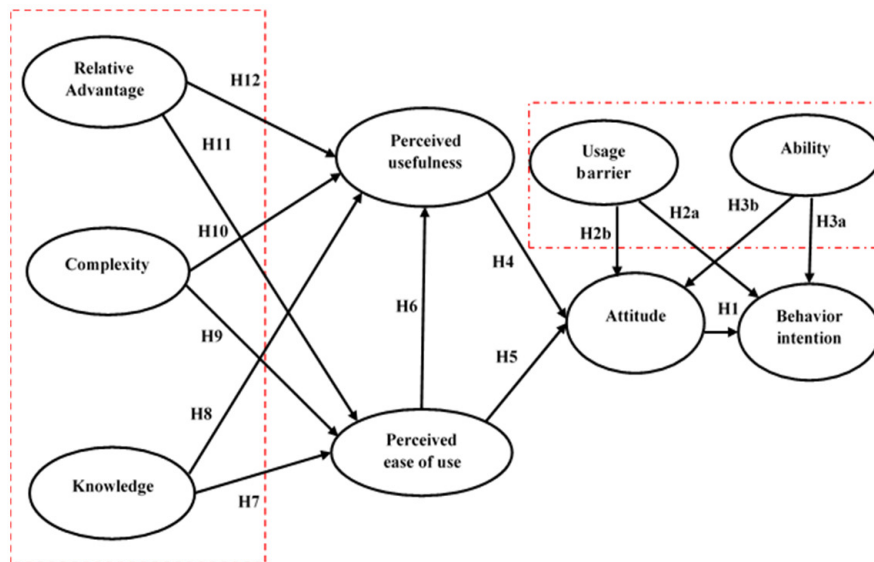 Relative
Advantage
H12
H11
Perceived
usefulness
Usage
barrier
Ability
H10
Complexity
H2a
H3b
H2b
H3a
H4
H6
H9
Attitude
H1
Behavior
intention
H5
H8
Knowledge
H7
Perceived
ease of use